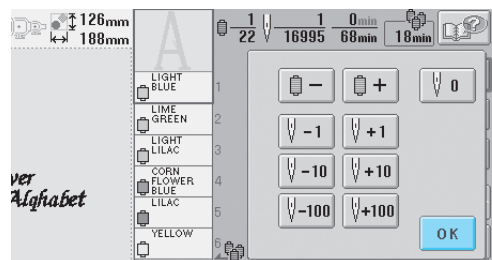 126mm
188mm
A
1
22
1
16995
0min
68min
18min
LIGHT
BLUE
1
LIME
GREEN
2
LIGHT
LILAC
3
CORN
FLOWER
BLUE
4
LILAC
5
YELLOW
6
ver
Alqhabet
−
+
0
-1
+1
-10
+10
-100
+100
OK